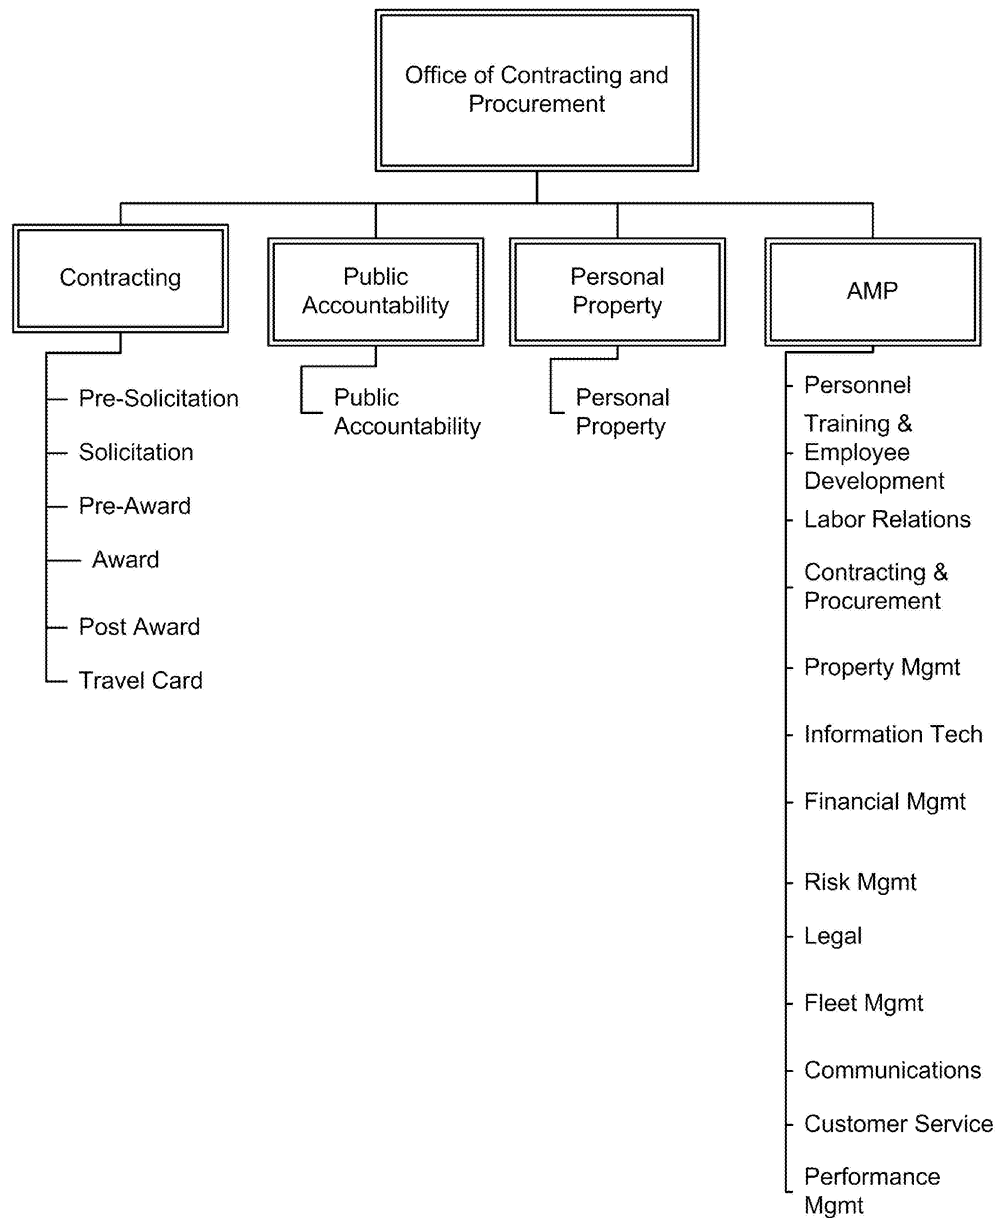 Office of Contracting and
Procurement
Contracting
Public
Accountability
Personal
Property
AMP
Pre-Solicitation
Solicitation
Pre-Award
Award
Post Award
Travel Card
Public
Accountability
Personal
Property
Personnel
Training &
Employee
Development
Labor Relations
Contracting &
Procurement
Property Mgmt
Information Tech
Financial Mgmt
Risk Mgmt
Legal
Fleet Mgmt
Communications
Customer Service
Performance
Mgmt